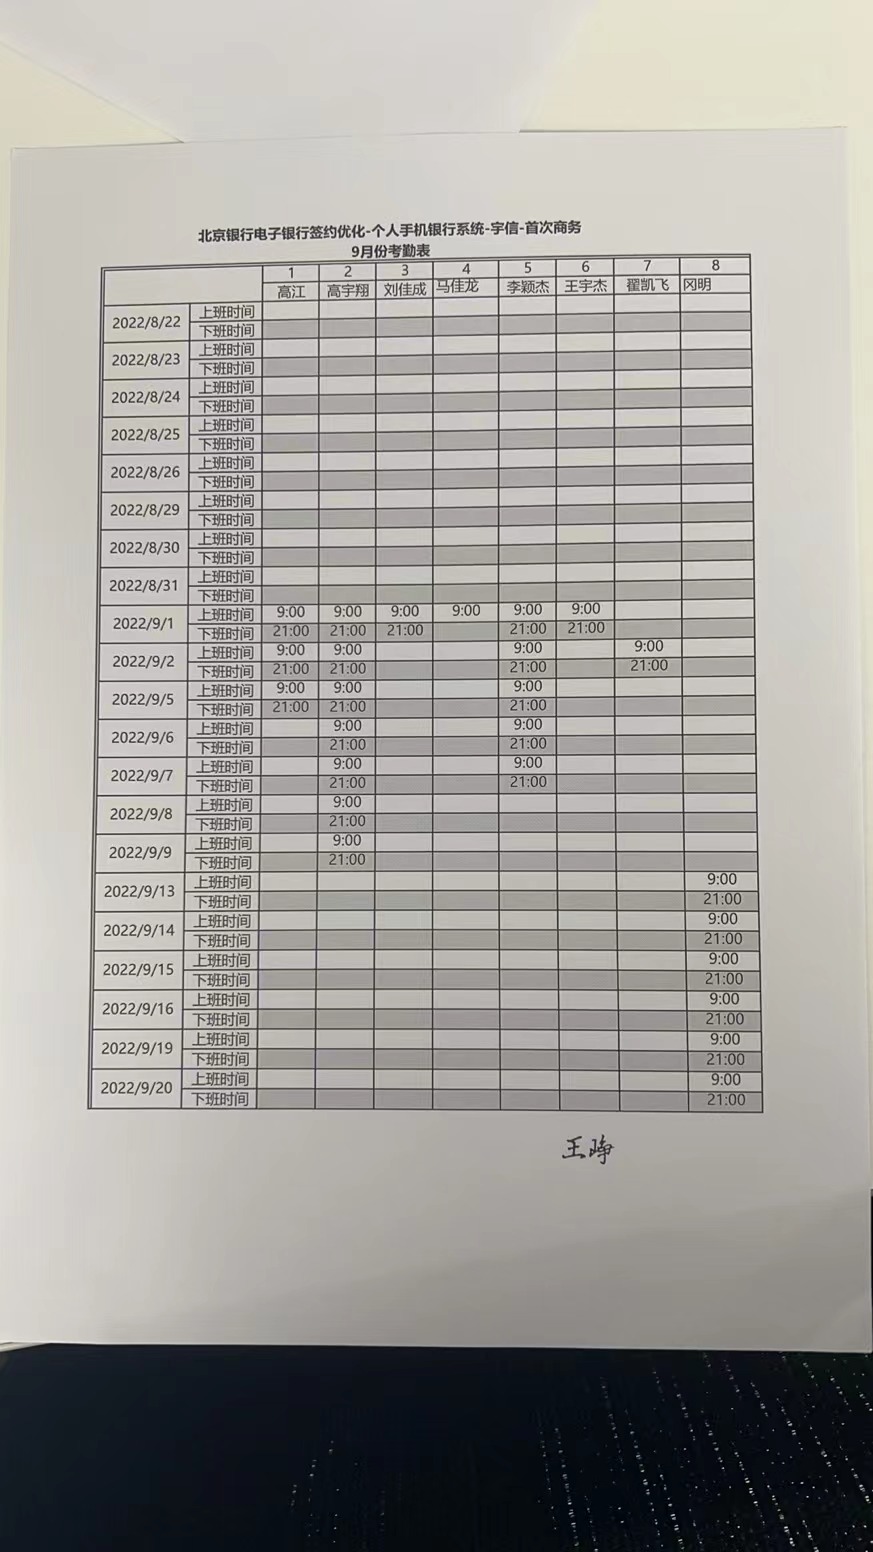 北京银行电子银行签约优化-个人手机银行系统-宇信-首次商务
9月份考勤表
1 2 3 4 5 6 7 8
高江 高宇翔 刘佳成 马佳龙 李颖杰 王宇杰 翟凯飞 冈明
2022/8/22 上班时间
下班时间
2022/8/23 上班时间
下班时间
2022/8/24 上班时间
下班时间
2022/8/25 上班时间
下班时间
2022/8/26 上班时间
下班时间
2022/8/29 上班时间
下班时间
2022/8/30 上班时间
下班时间
2022/8/31 上班时间
下班时间
2022/9/1 上班时间 9:00 9:00 9:00 9:00 9:00 9:00
下班时间 21:00 21:00 21:00 21:00 21:00
2022/9/2 上班时间 9:00 9:00 9:00 9:00
下班时间 21:00 21:00 21:00 21:00
2022/9/5 上班时间 9:00 9:00 9:00
下班时间 21:00 21:00 21:00
2022/9/6 上班时间 9:00 9:00
下班时间 21:00 21:00
2022/9/7 上班时间 9:00 9:00
下班时间 21:00 21:00
2022/9/8 上班时间 9:00
下班时间 21:00
2022/9/9 上班时间 9:00
下班时间 21:00
2022/9/13 上班时间 9:00
下班时间 21:00
2022/9/14 上班时间 9:00
下班时间 21:00
2022/9/15 上班时间 9:00
下班时间 21:00
2022/9/16 上班时间 9:00
下班时间 21:00
2022/9/19 上班时间 9:00
下班时间 21:00
2022/9/20 上班时间 9:00
下班时间 21:00
王峥